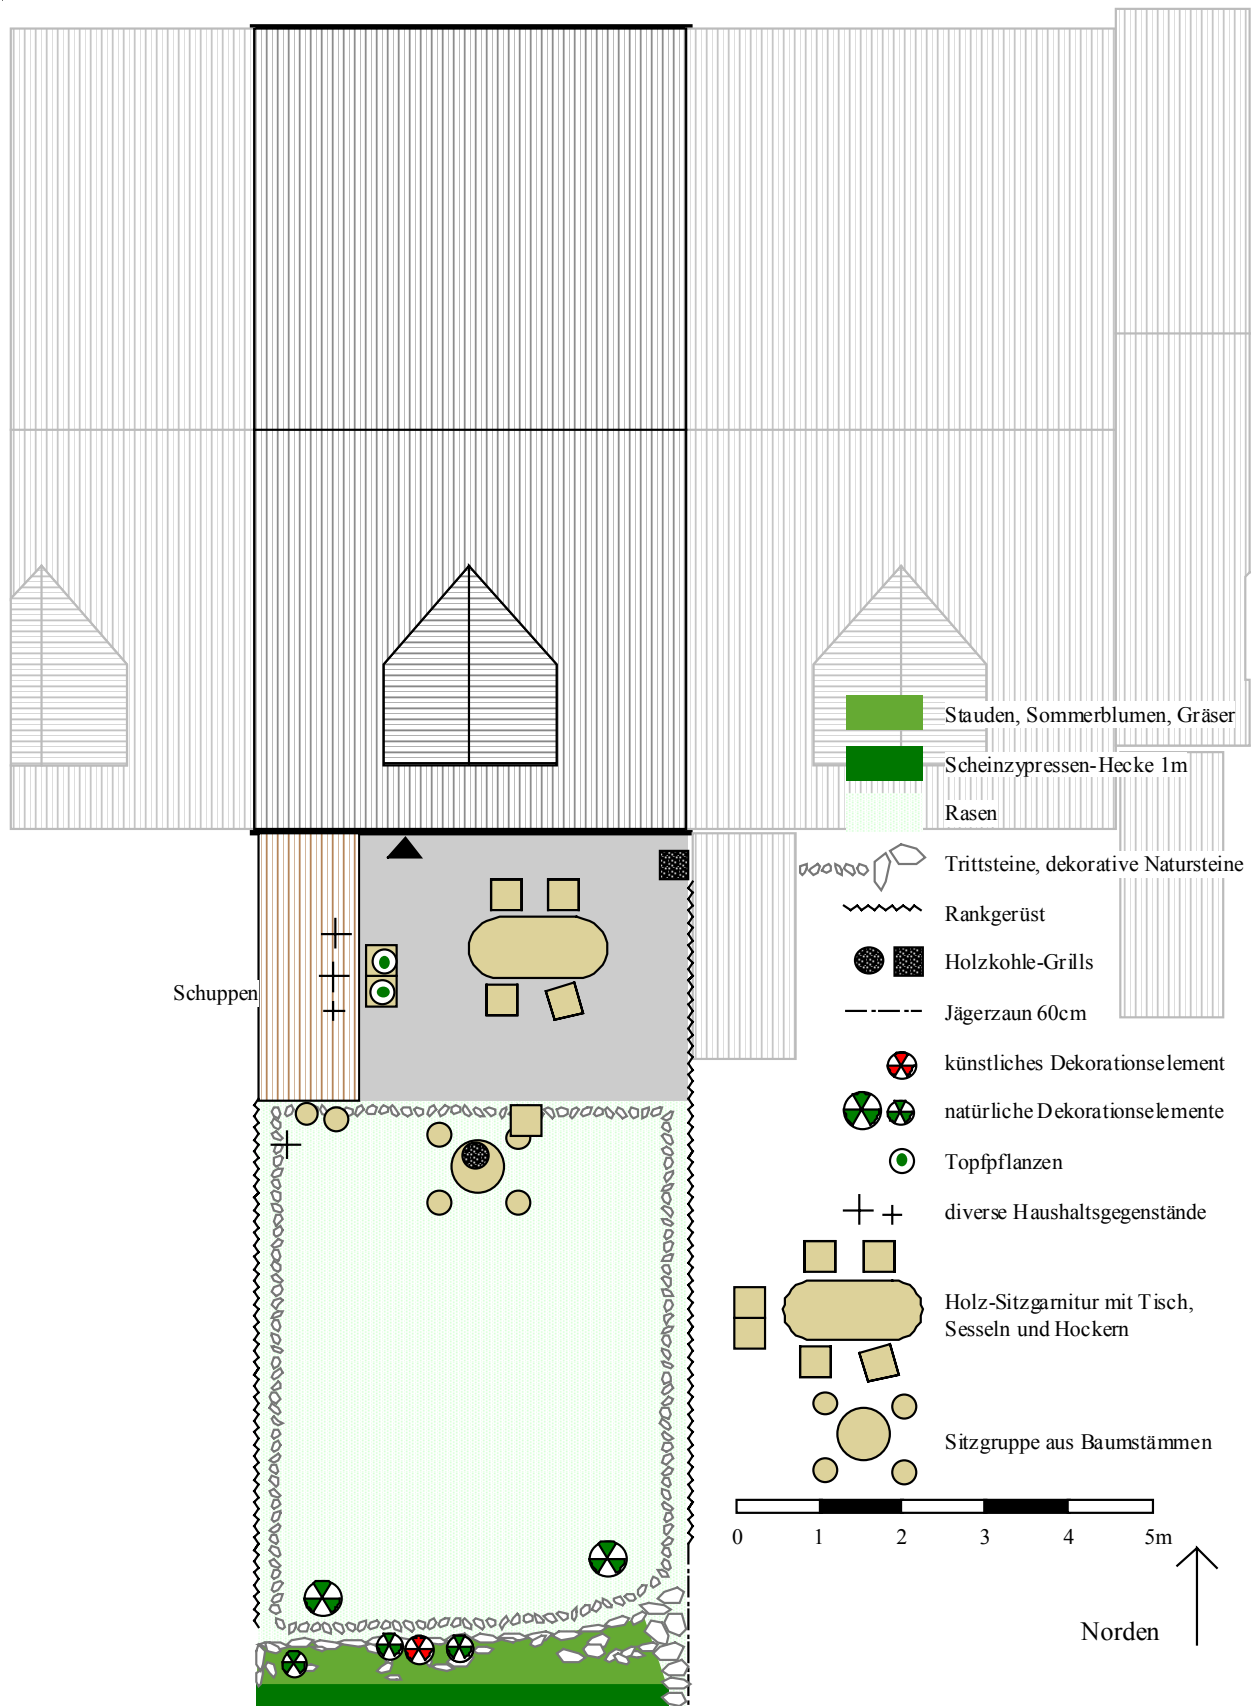 Stauden, Sommerblumen, Gräser
Scheinzypressen-Hecke 1m
Rasen
Trittsteine, dekorative Natursteine
Rankgerüst
Holzkohle-Grills
Schuppen
Jägerzaun 60cm
künstliches Dekorationselement
natürliche Dekorationselemente
Topfpflanzen
diverse Haushaltsgegenstände
Holz-Sitzgarnitur mit Tisch,
Sesseln und Hockern
Sitzgruppe aus Baumstämmen
0 1 2 3 4 5m
Norden